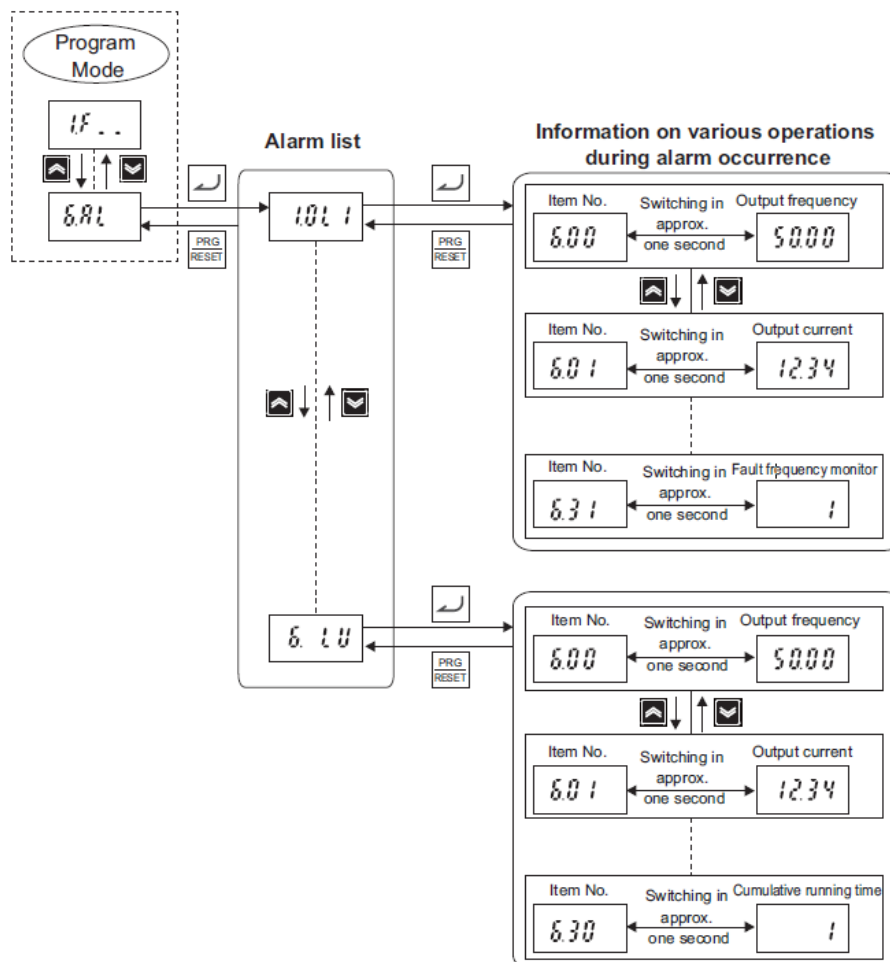 Program
Mode
1.F _ _
6.AL
PRG
RESET
Alarm list
1.OL 1
6. LU
PRG
RESET
PRG
RESET
Information on various operations
during alarm occurrence
Item No.
Switching in
approx.
one second
Output frequency
6.00
50.00
Item No.
Switching in
approx.
one second
Output current
6.01
12.34
Item No.
Switching in
approx.
one second
Fault frequency monitor
6.31
1
Item No.
Switching in
approx.
one second
Output frequency
6.00
50.00
Item No.
Switching in
approx.
one second
Output current
6.01
12.34
Item No.
Switching in
approx.
one second
Cumulative running time
6.30
1